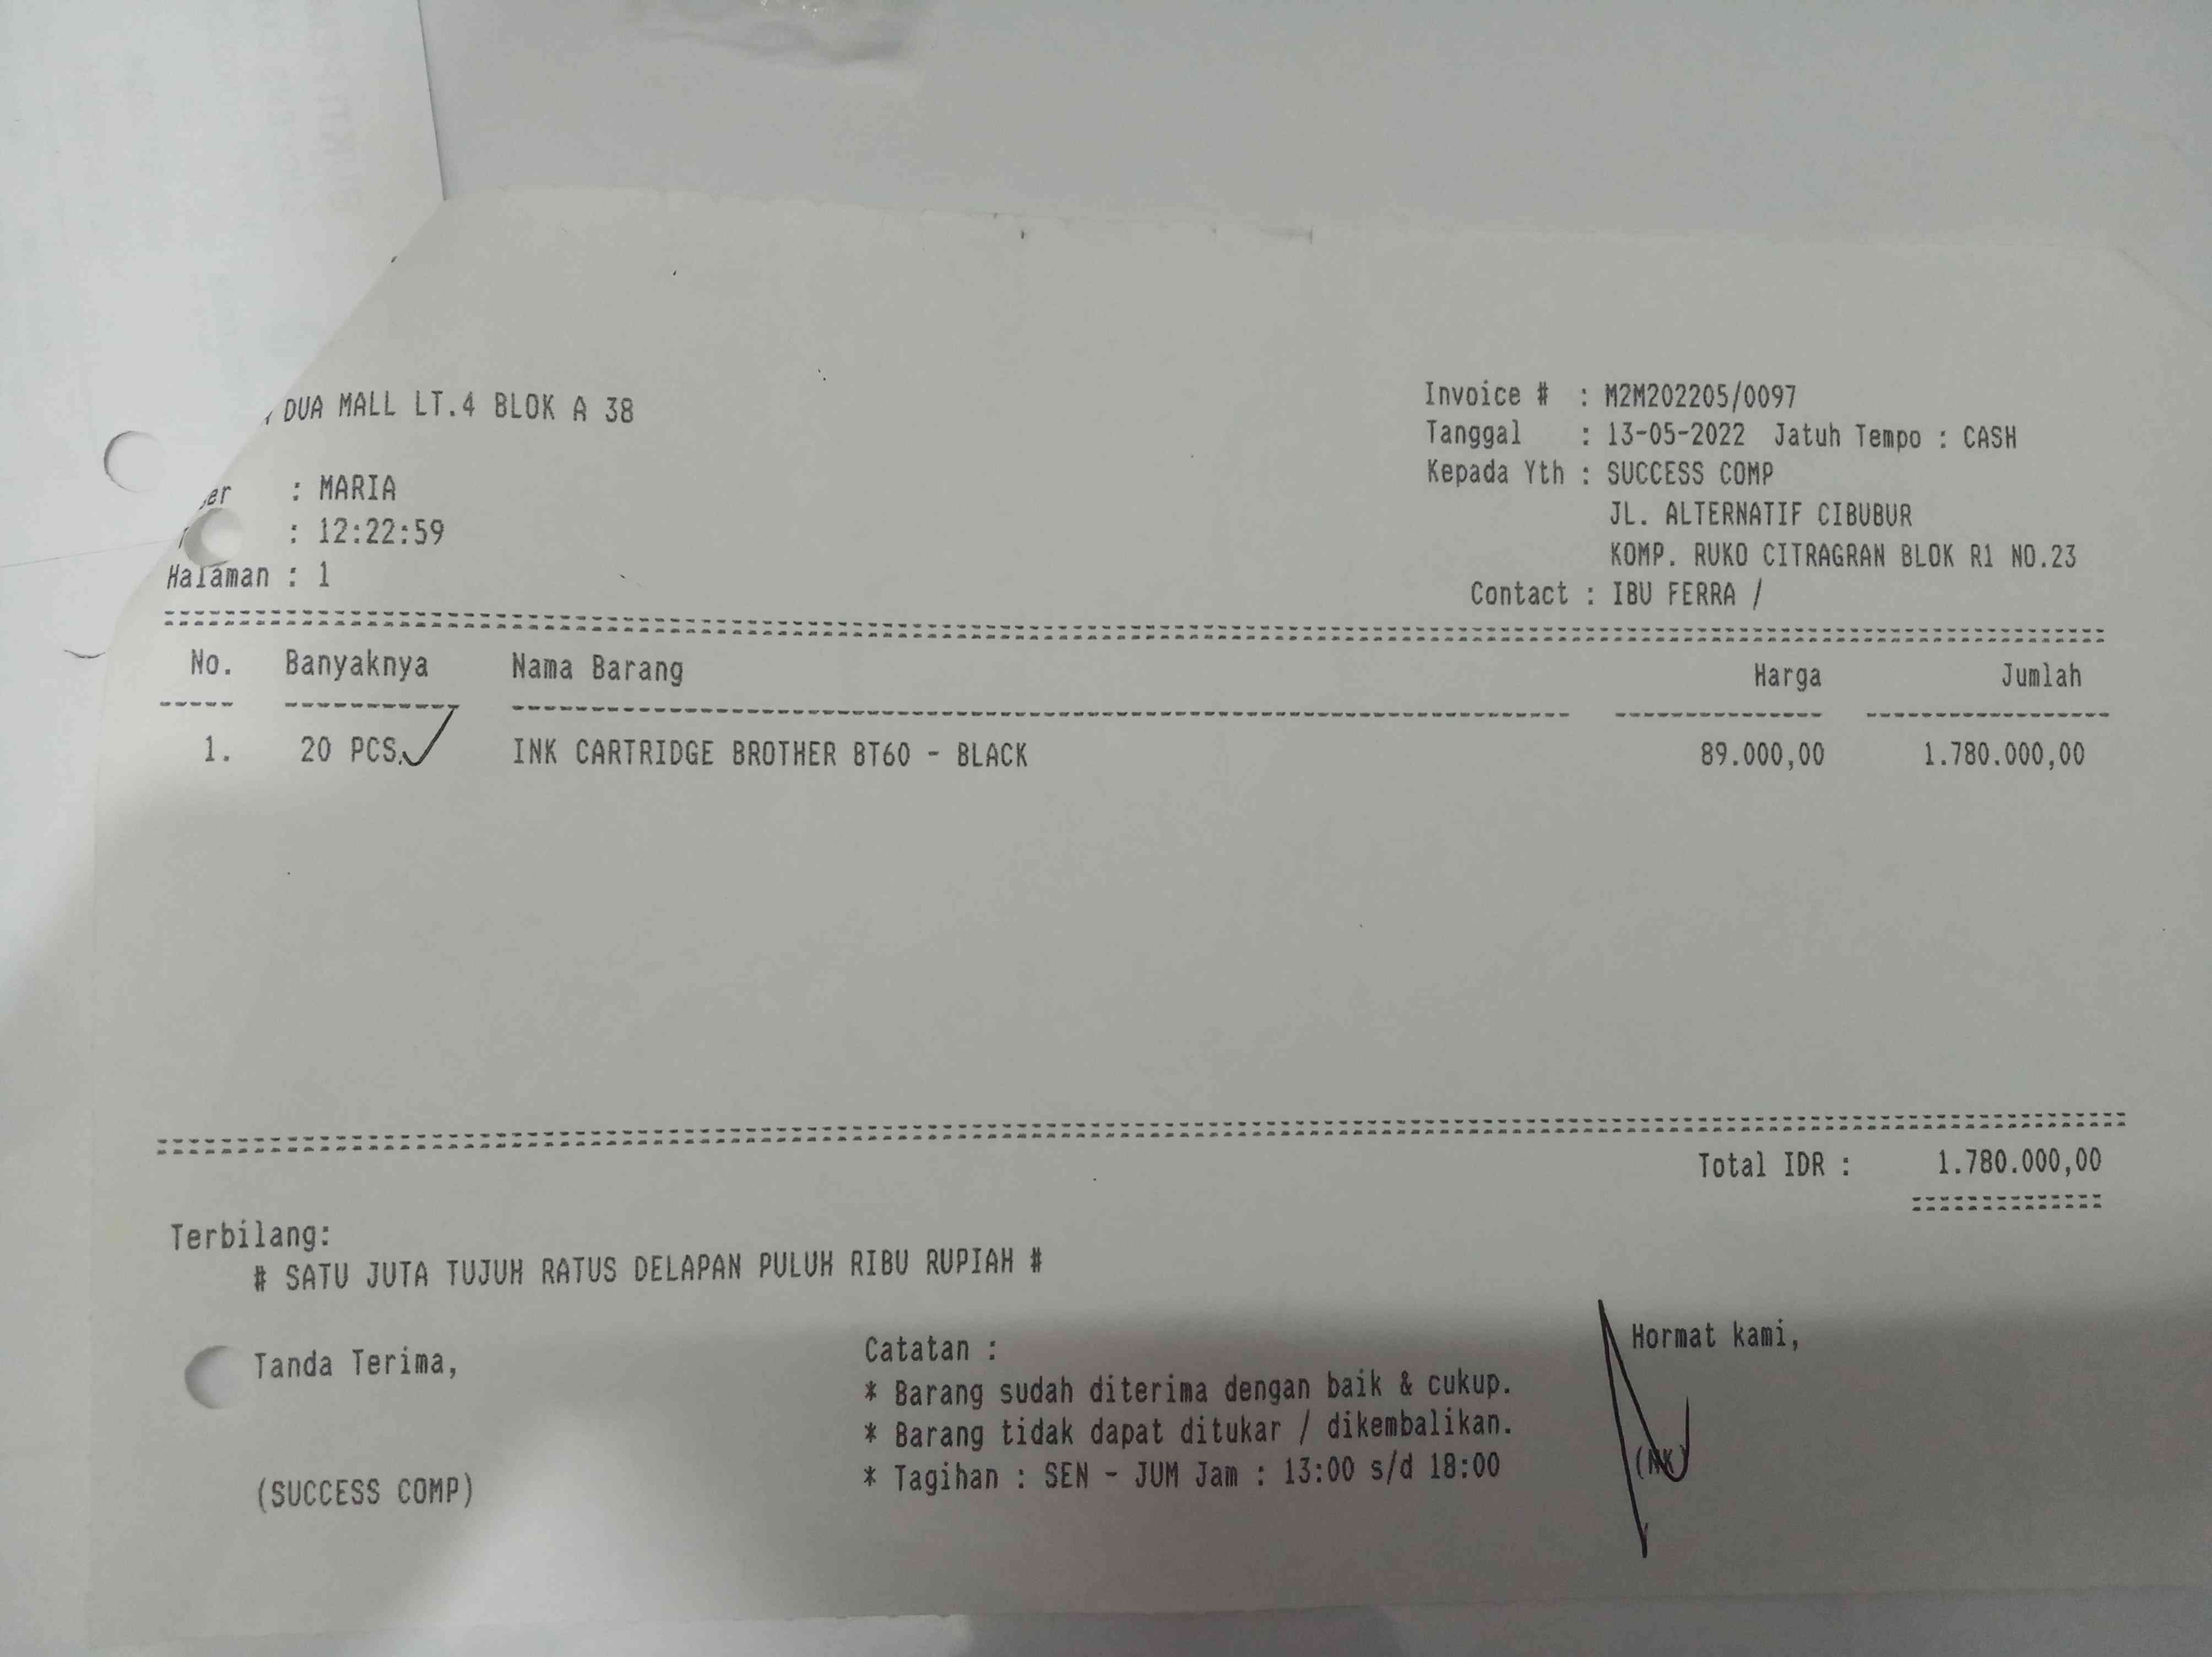 DUA MALL LT.4 BLOK A 38
: MARIA
: 12:22:59
Halaman : 1
Invoice # : M2M202205/0097
Tanggal : 13-05-2022 Jatuh Tempo : CASH
Kepada Yth : SUCCESS COMP
JL. ALTERNATIF CIBUBUR
KOMP. RUKO CITRAGRAN BLOK R1 NO.23
Contact : IBU FERRA /
No. Banyaknya Nama Barang Harga Jumlah
1. 20 PCS. INK CARTRIDGE BROTHER BT60 - BLACK 89.000,00 1.780.000,00
Total IDR : 1.780.000,00
Terbilang:
# SATU JUTA TUJUH RATUS DELAPAN PULUH RIBU RUPIAH #
Tanda Terima,
(SUCCESS COMP)
Catatan :
* Barang sudah diterima dengan baik & cukup.
* Barang tidak dapat ditukar / dikembalikan.
* Tagihan : SEN - JUM Jam : 13:00 s/d 18:00
Hormat kami,